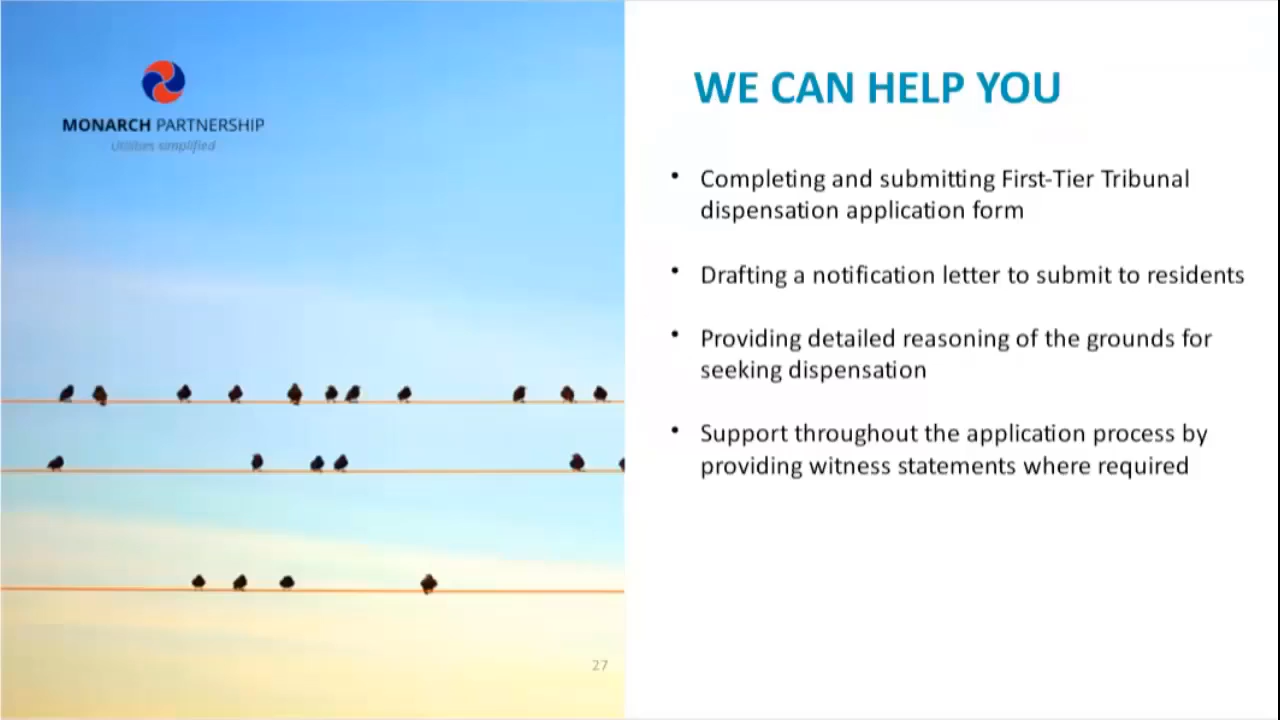 MONARCH PARTNERSHIP
Utilities simplified
WE CAN HELP YOU
• Completing and submitting First-Tier Tribunal
dispensation application form
• Drafting a notification letter to submit to residents
• Providing detailed reasoning of the grounds for
seeking dispensation
• Support throughout the application process by
providing witness statements where required
27